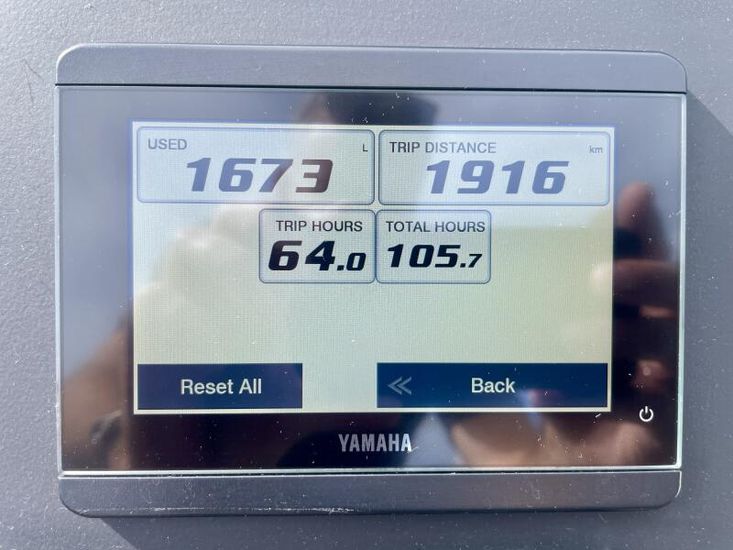 USED L TRIP DISTANCE km
1673 1916
TRIP HOURS TOTAL HOURS
64.0 105.7
Reset All Back
YAMAHA